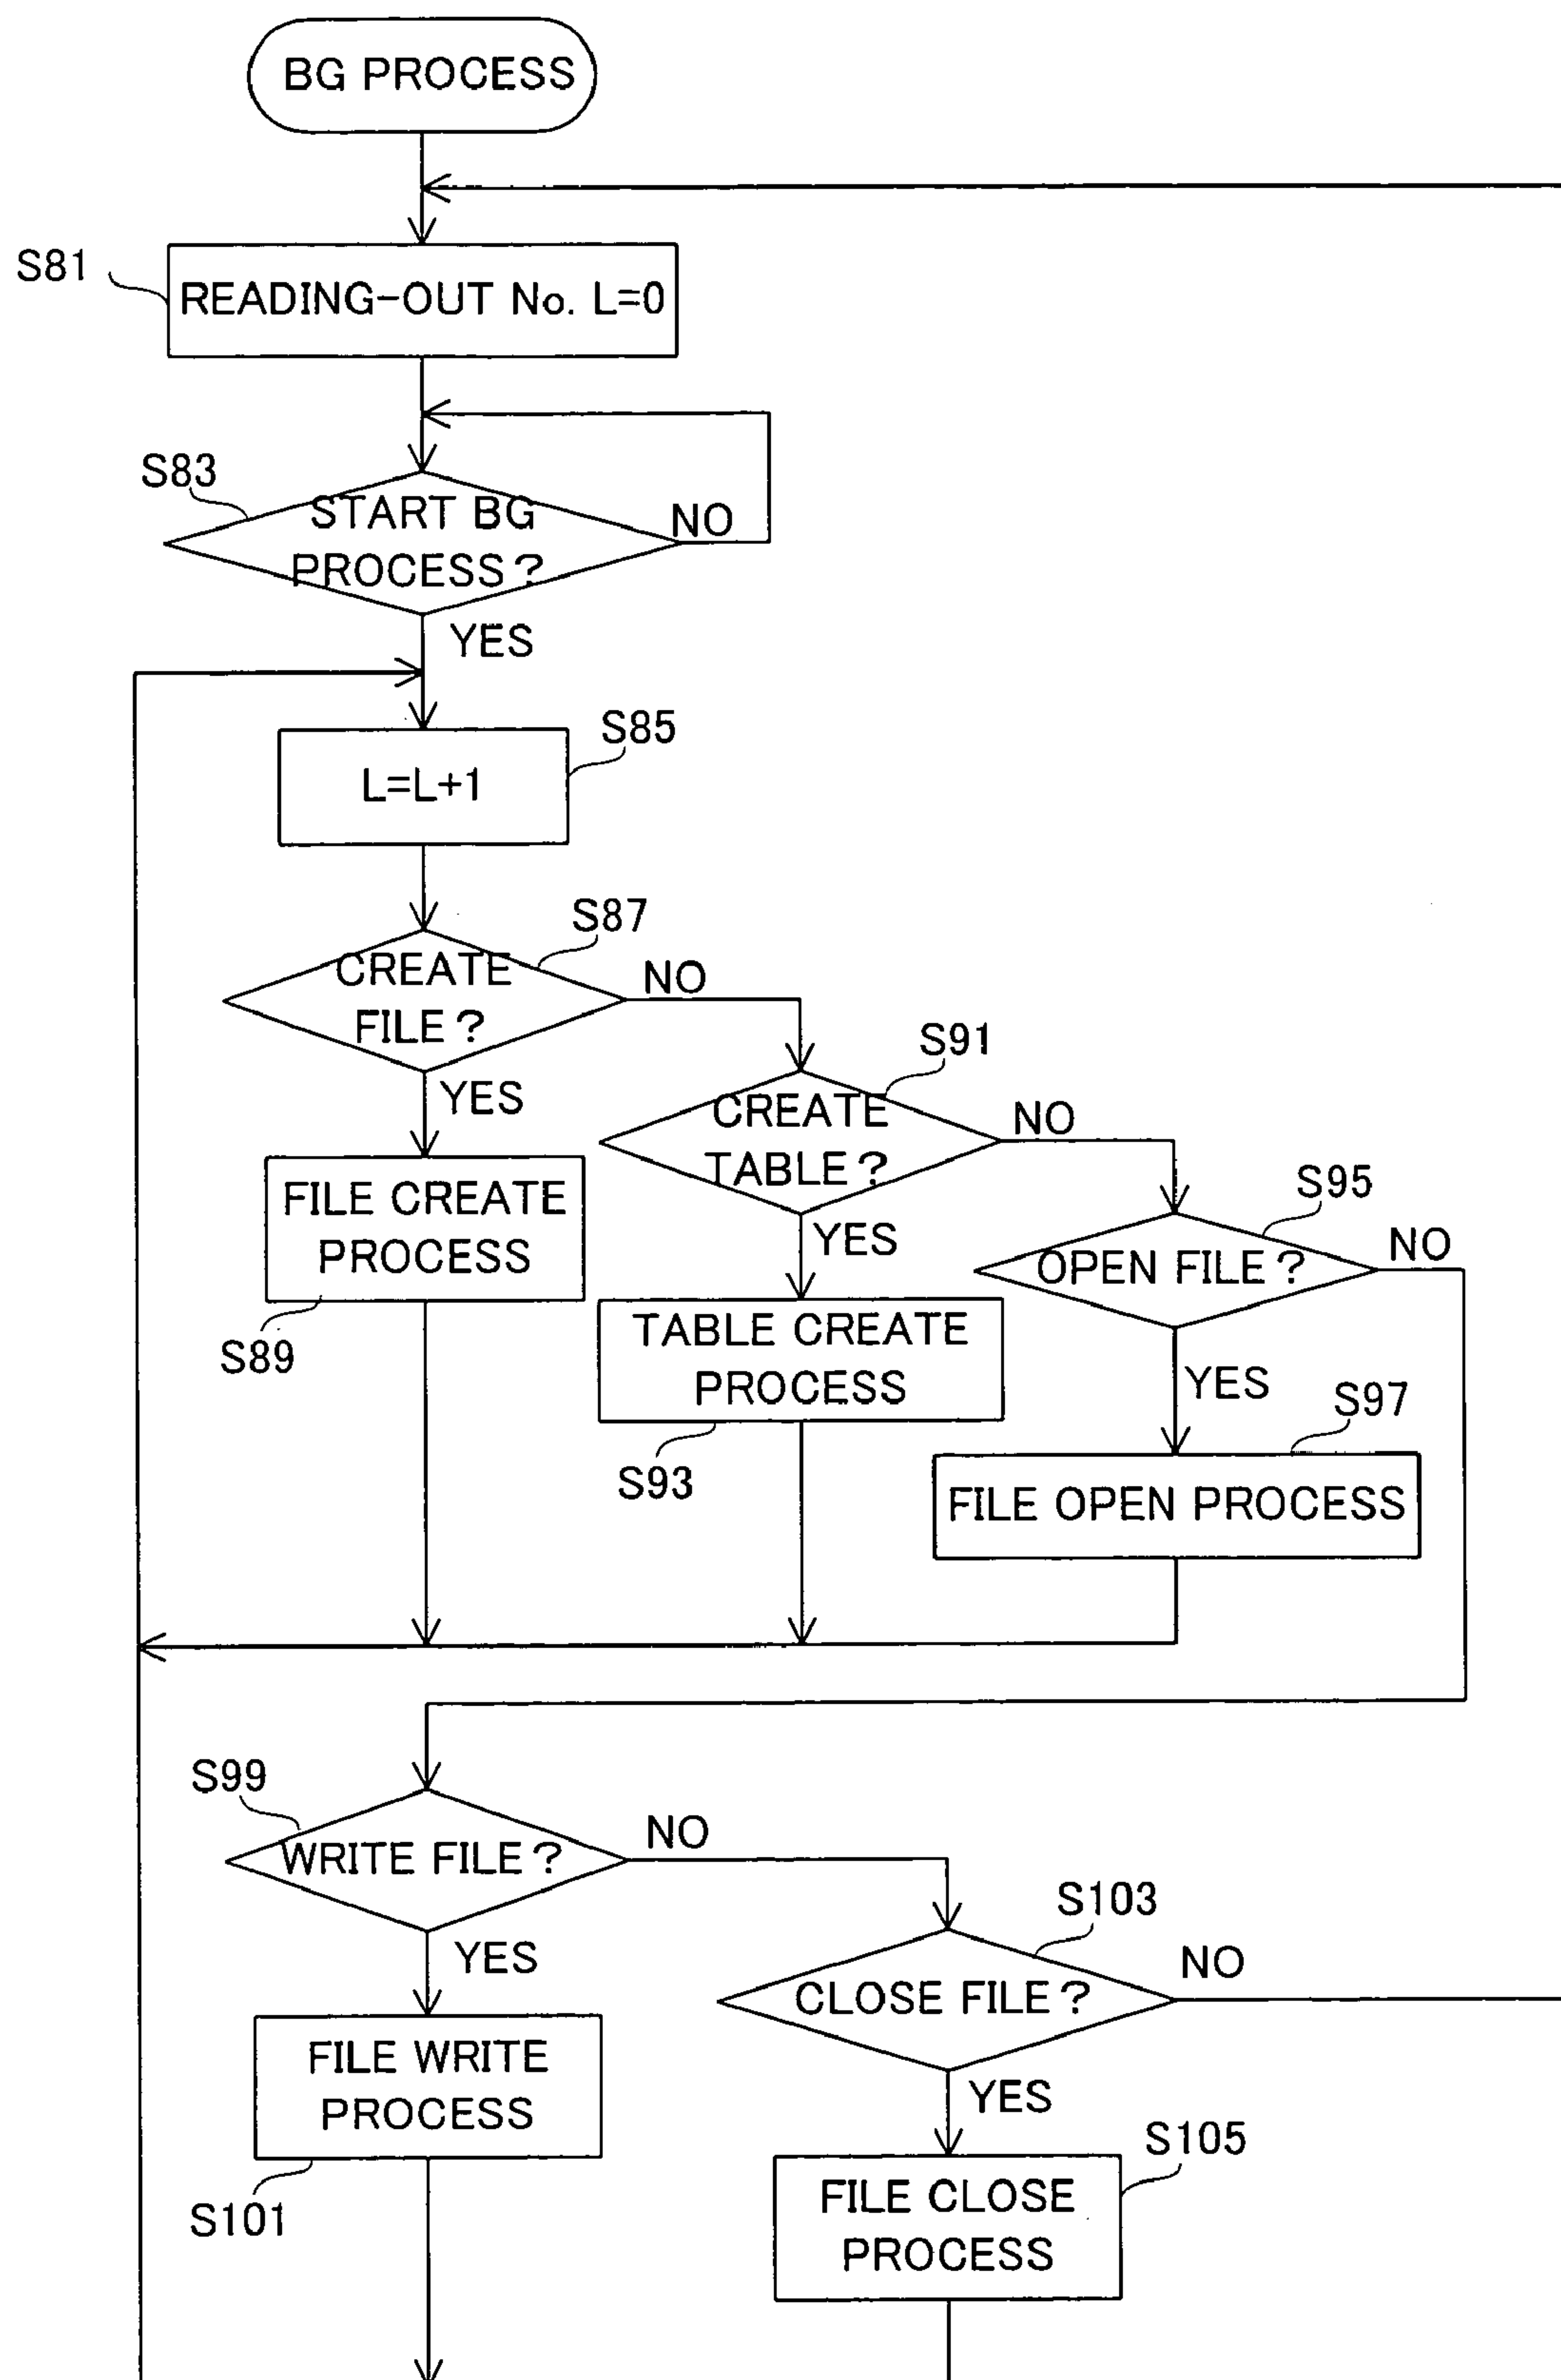 BG PROCESS
S81
READING-OUT No. L=0
S83
START BG
PROCESS?
NO
YES
S85
L=L+1
S87
CREATE
FILE?
NO
YES
S91
CREATE
TABLE?
NO
YES
S95
OPEN FILE?
NO
YES
FILE CREATE
PROCESS
S89
TABLE CREATE
PROCESS
S93
S97
FILE OPEN PROCESS
S99
WRITE FILE?
NO
YES
S103
CLOSE FILE?
NO
YES
FILE WRITE
PROCESS
S101
S105
FILE CLOSE
PROCESS